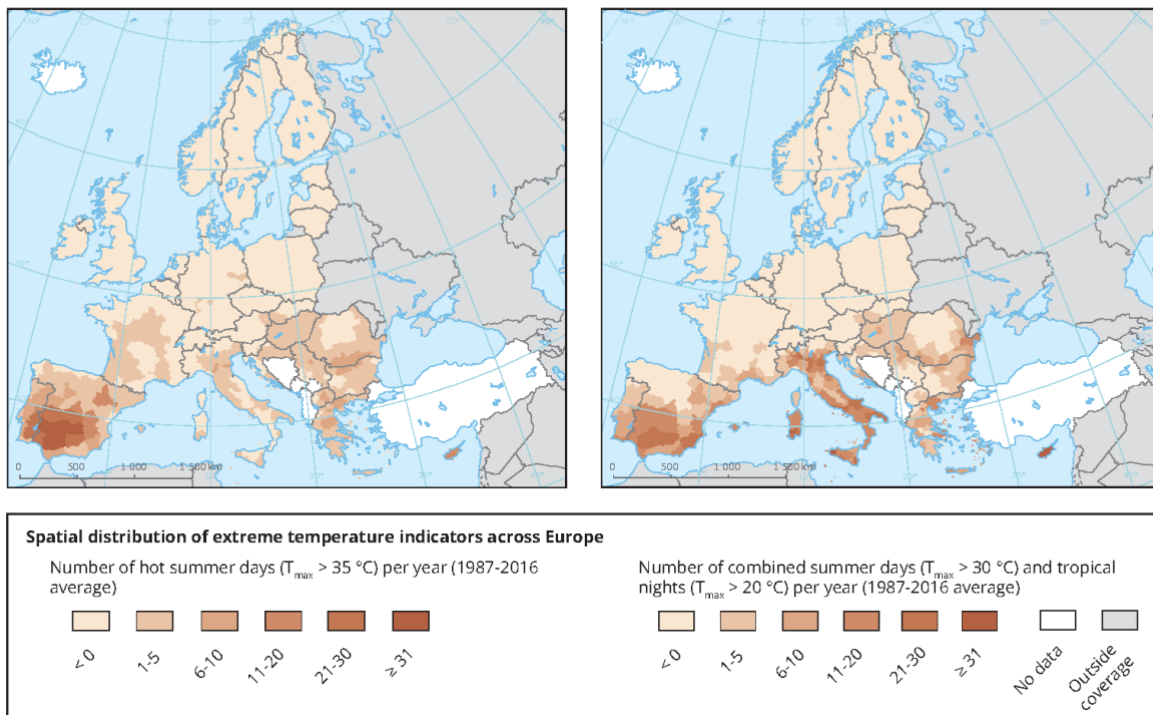 0 500 1 000 1 500 km
0 500 1 000 1 500 km
Spatial distribution of extreme temperature indicators across Europe
Number of hot summer days (Tmax > 35 °C) per year (1987-2016
average)
< 0 1-5 6-10 11-20 21-30 ≥ 31
Number of combined summer days (Tmax > 30 °C) and tropical
nights (Tmax > 20 °C) per year (1987-2016 average)
< 0 1-5 6-10 11-20 21-30 ≥ 31 No data Outside
coverage